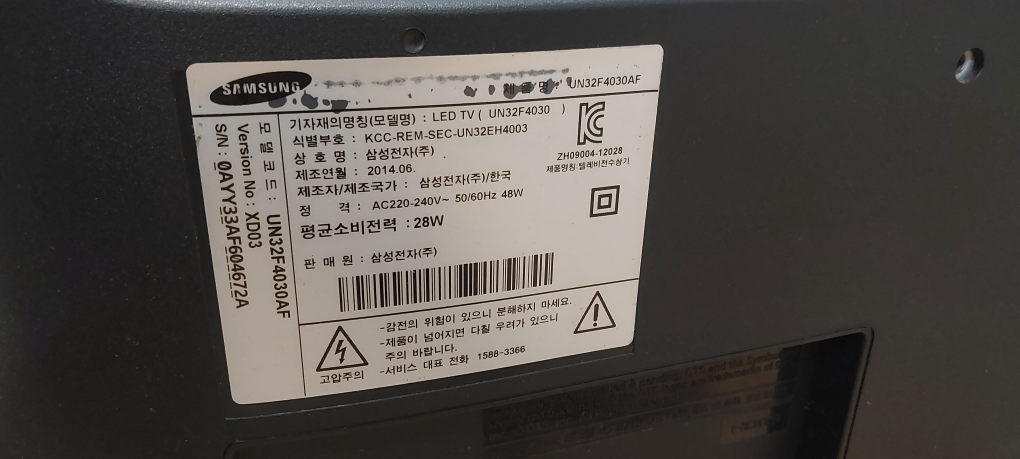 SAMSUNG
제 품 명 : UN32F4030AF
기자재의명칭(모델명) : LED TV ( UN32F4030 )
식별부호 : KCC-REM-SEC-UN32EH4003
상 호 명 : 삼성전자(주)
제조연월 : 2014.06.
제조자/제조국가 : 삼성전자(주)/한국
정 격 : AC220-240V~ 50/60Hz 48W
평균소비전력 : 28W
판 매 원 : 삼성전자(주)
ZH09004-12028
제품명칭:텔레비전수상기
모 델 코 드 : UN32F4030AF
Version No : XD03
S/N : 0AYY33AF604672A
고압주의
-감전의 위험이 있으니 분해하지 마세요.
-제품이 넘어지면 다칠 우려가 있으니
주의 바랍니다.
-서비스 대표 전화 1588-3366